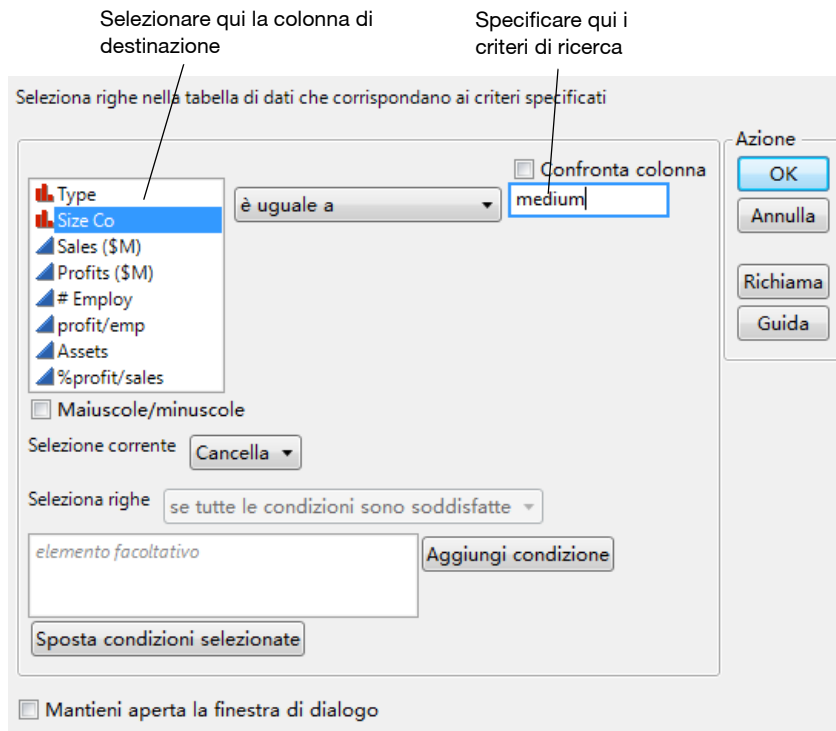 Selezionare qui la colonna di
destinazione
Specificare qui i
criteri di ricerca
Seleziona righe nella tabella di dati che corrispondano ai criteri specificati
Type
Size Co
Sales ($M)
Profits ($M)
# Employ
profit/emp
Assets
%profit/sales
è uguale a
Confronta colonna
medium
Maiuscole/minuscole
Selezione corrente
Cancella
Seleziona righe
se tutte le condizioni sono soddisfatte
elemento facoltativo
Aggiungi condizione
Sposta condizioni selezionate
Azione
OK
Annulla
Richiama
Guida
Mantieni aperta la finestra di dialogo